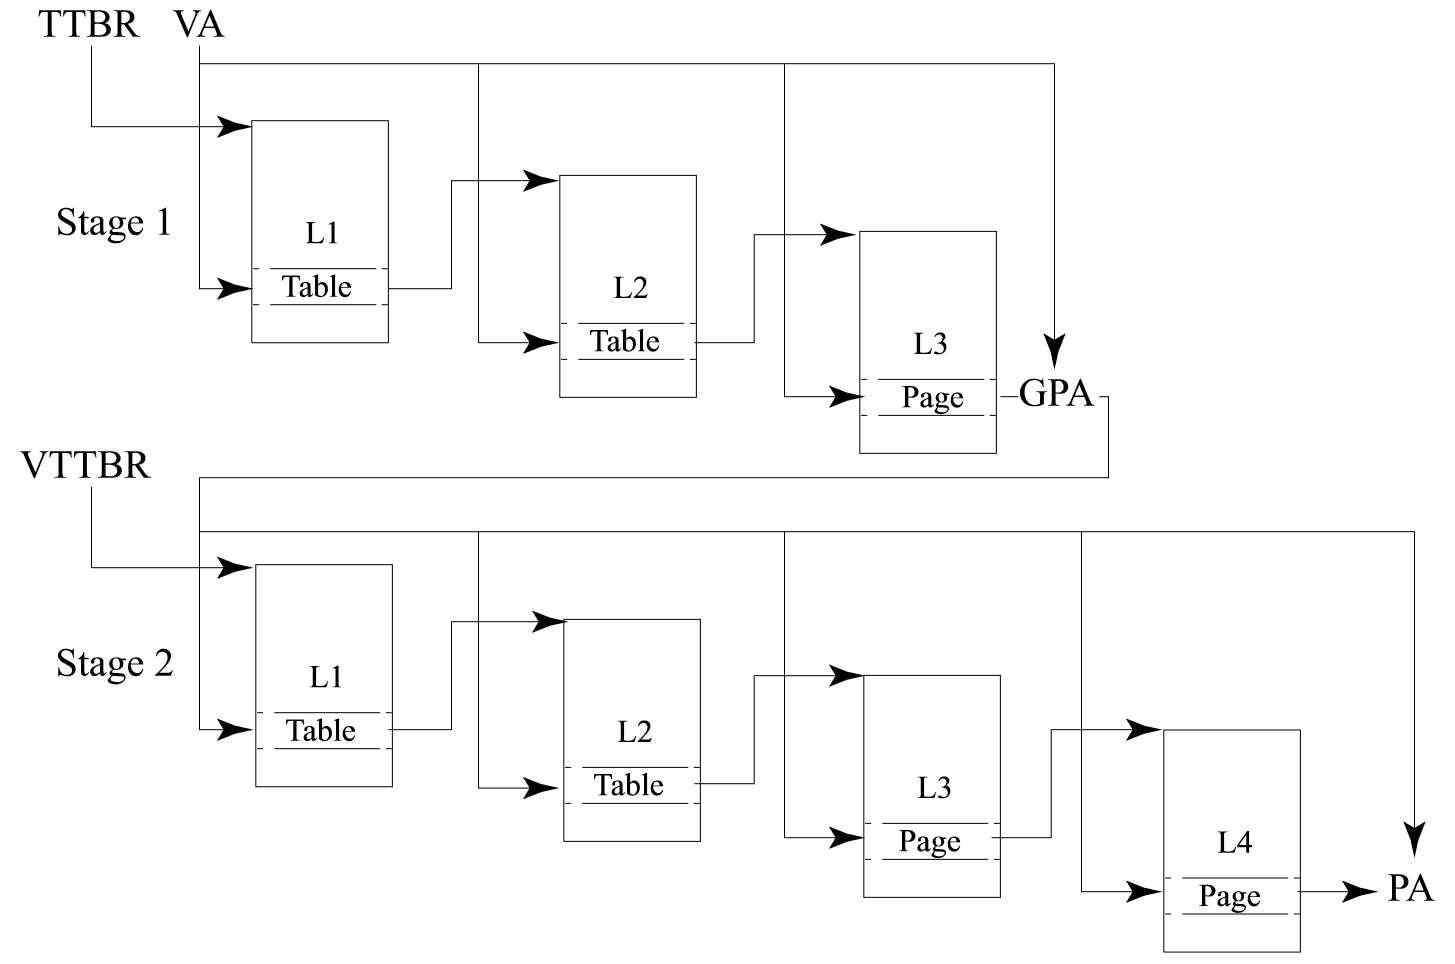 TTBR VA
Stage 1
L1
Table
L2
Table
L3
Page
GPA
VTTBR
Stage 2
L1
Table
L2
Table
L3
Page
L4
Page
PA